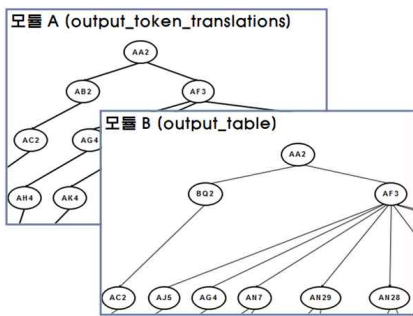 모듈 A (output_token_translations)
AA2
AB2 AF3
AC2 AG4
AH4 AK4
모듈 B (output_table)
AA2
BQ2 AF3
AC2 AJ5 AG4 AN7 AN29 AN28